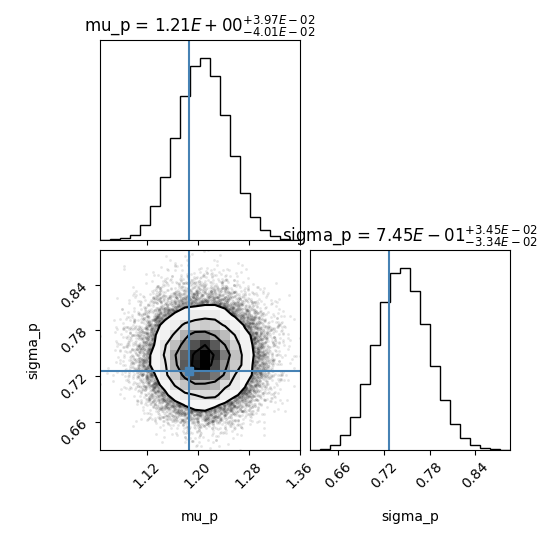 mu_p = 1.21E + 00+3.97E−02 −4.01E−02
sigma_p = 7.45E − 01+3.45E−02 −3.34E−02
0.84
0.78
0.72
0.66
sigma_p
1.12 1.20 1.28 1.36 0.66 0.72 0.78 0.84
mu_p sigma_p